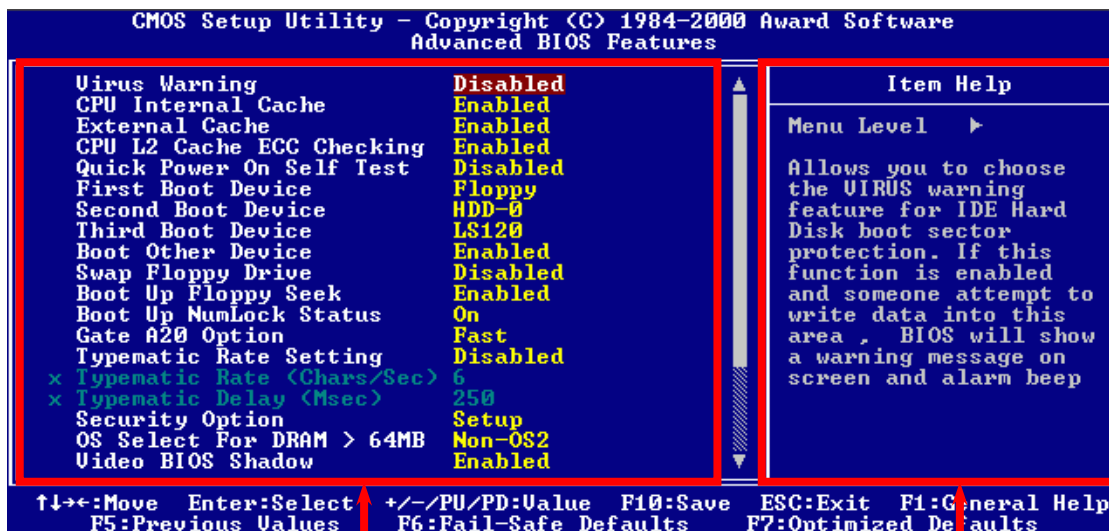 CMOS Setup Utility - Copyright (C) 1984-2000 Award Software
Advanced BIOS Features
Virus Warning Disabled
CPU Internal Cache Enabled
External Cache Enabled
CPU L2 Cache ECC Checking Enabled
Quick Power On Self Test Disabled
First Boot Device Floppy
Second Boot Device HDD-0
Third Boot Device LS120
Boot Other Device Enabled
Swap Floppy Drive Disabled
Boot Up Floppy Seek Enabled
Boot Up NumLock Status On
Gate A20 Option Fast
Typematic Rate Setting Disabled
x Typematic Rate (Chars/Sec) 6
x Typematic Delay (Msec) 250
Security Option Setup
OS Select For DRAM > 64MB Non-OS2
Video BIOS Shadow Enabled
Item Help
Menu Level ▸
Allows you to choose
the VIRUS warning
feature for IDE Hard
Disk boot sector
protection. If this
function is enabled
and someone attempt to
write data into this
area , BIOS will show
a warning message on
screen and alarm beep
↑↓→←:Move Enter:Select +/-/PU/PD:Value F10:Save ESC:Exit F1:General Help
F5:Previous Values F6:Fail-Safe Defaults F7:Optimized Defaults